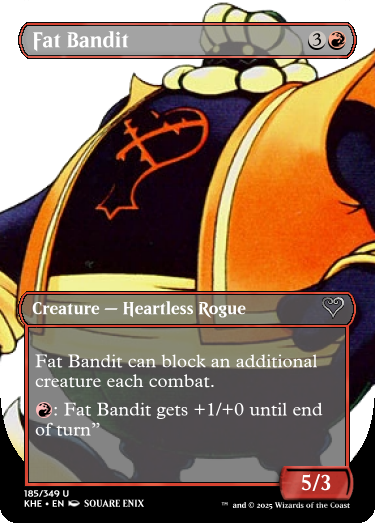 Fat Bandit 3
Creature — Heartless Rogue
Fat Bandit can block an additional
creature each combat.
: Fat Bandit gets +1/+0 until end
of turn”
5/3
185/349 U
KHE • EN SQUARE ENIX
™ and © 2025 Wizards of the Coast